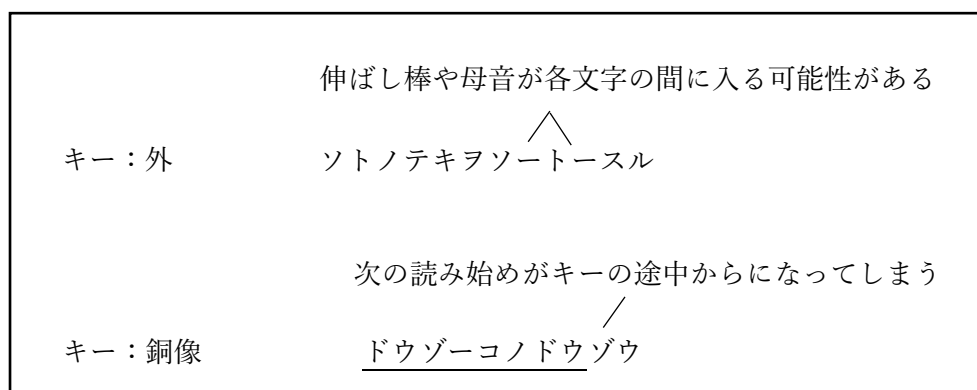 伸ばし棒や母音が各文字の間に入る可能性がある
キー：外 ソトノテキヲソートースル
次の読み始めがキーの途中からになってしまう
キー：銅像 ドウゾーコノドウゾウ